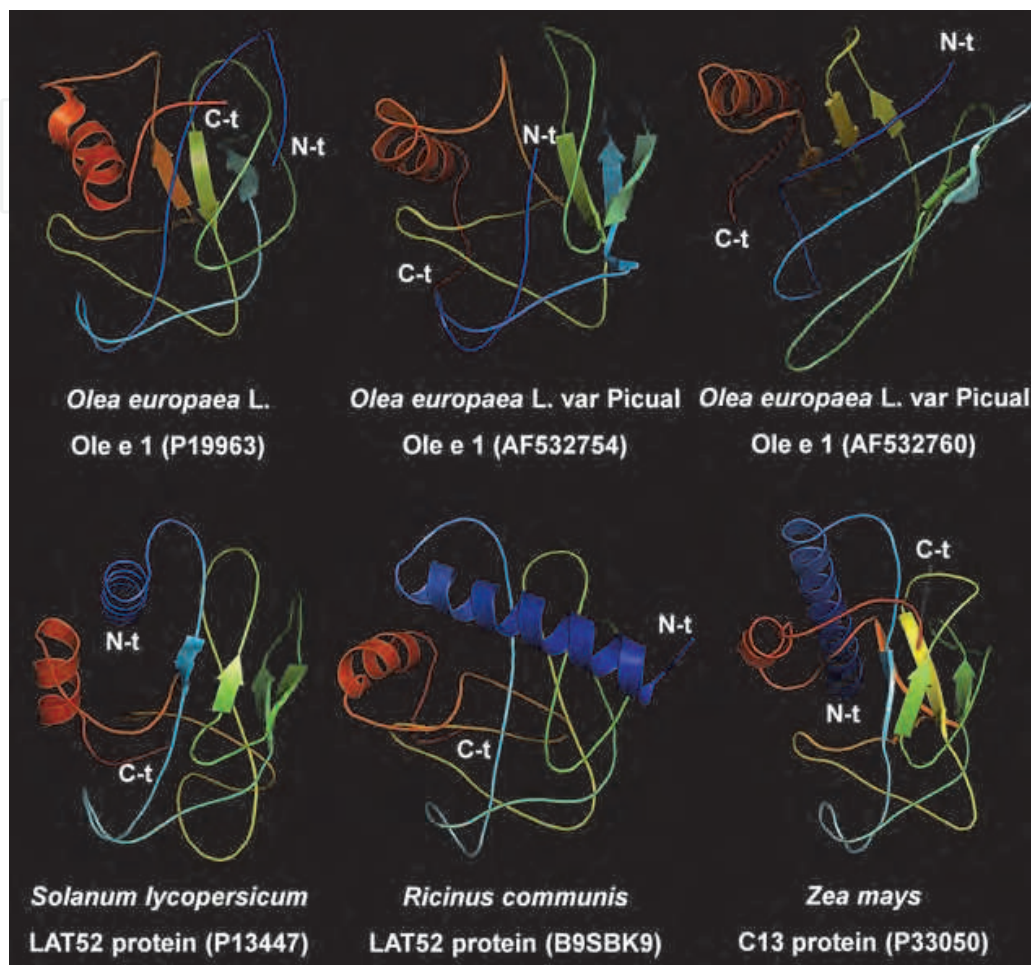 N-t
C-t
N-t
N-t
C-t
N-t
C-t
Olea europaea L.
Ole e 1 (P19963)
Olea europaea L. var Picual
Ole e 1 (AF532754)
Olea europaea L. var Picual
Ole e 1 (AF532760)
N-t
C-t
N-t
C-t
C-t
N-t
Solanum lycopersicum
LAT52 protein (P13447)
Ricinus communis
LAT52 protein (B9SBK9)
Zea mays
C13 protein (P33050)